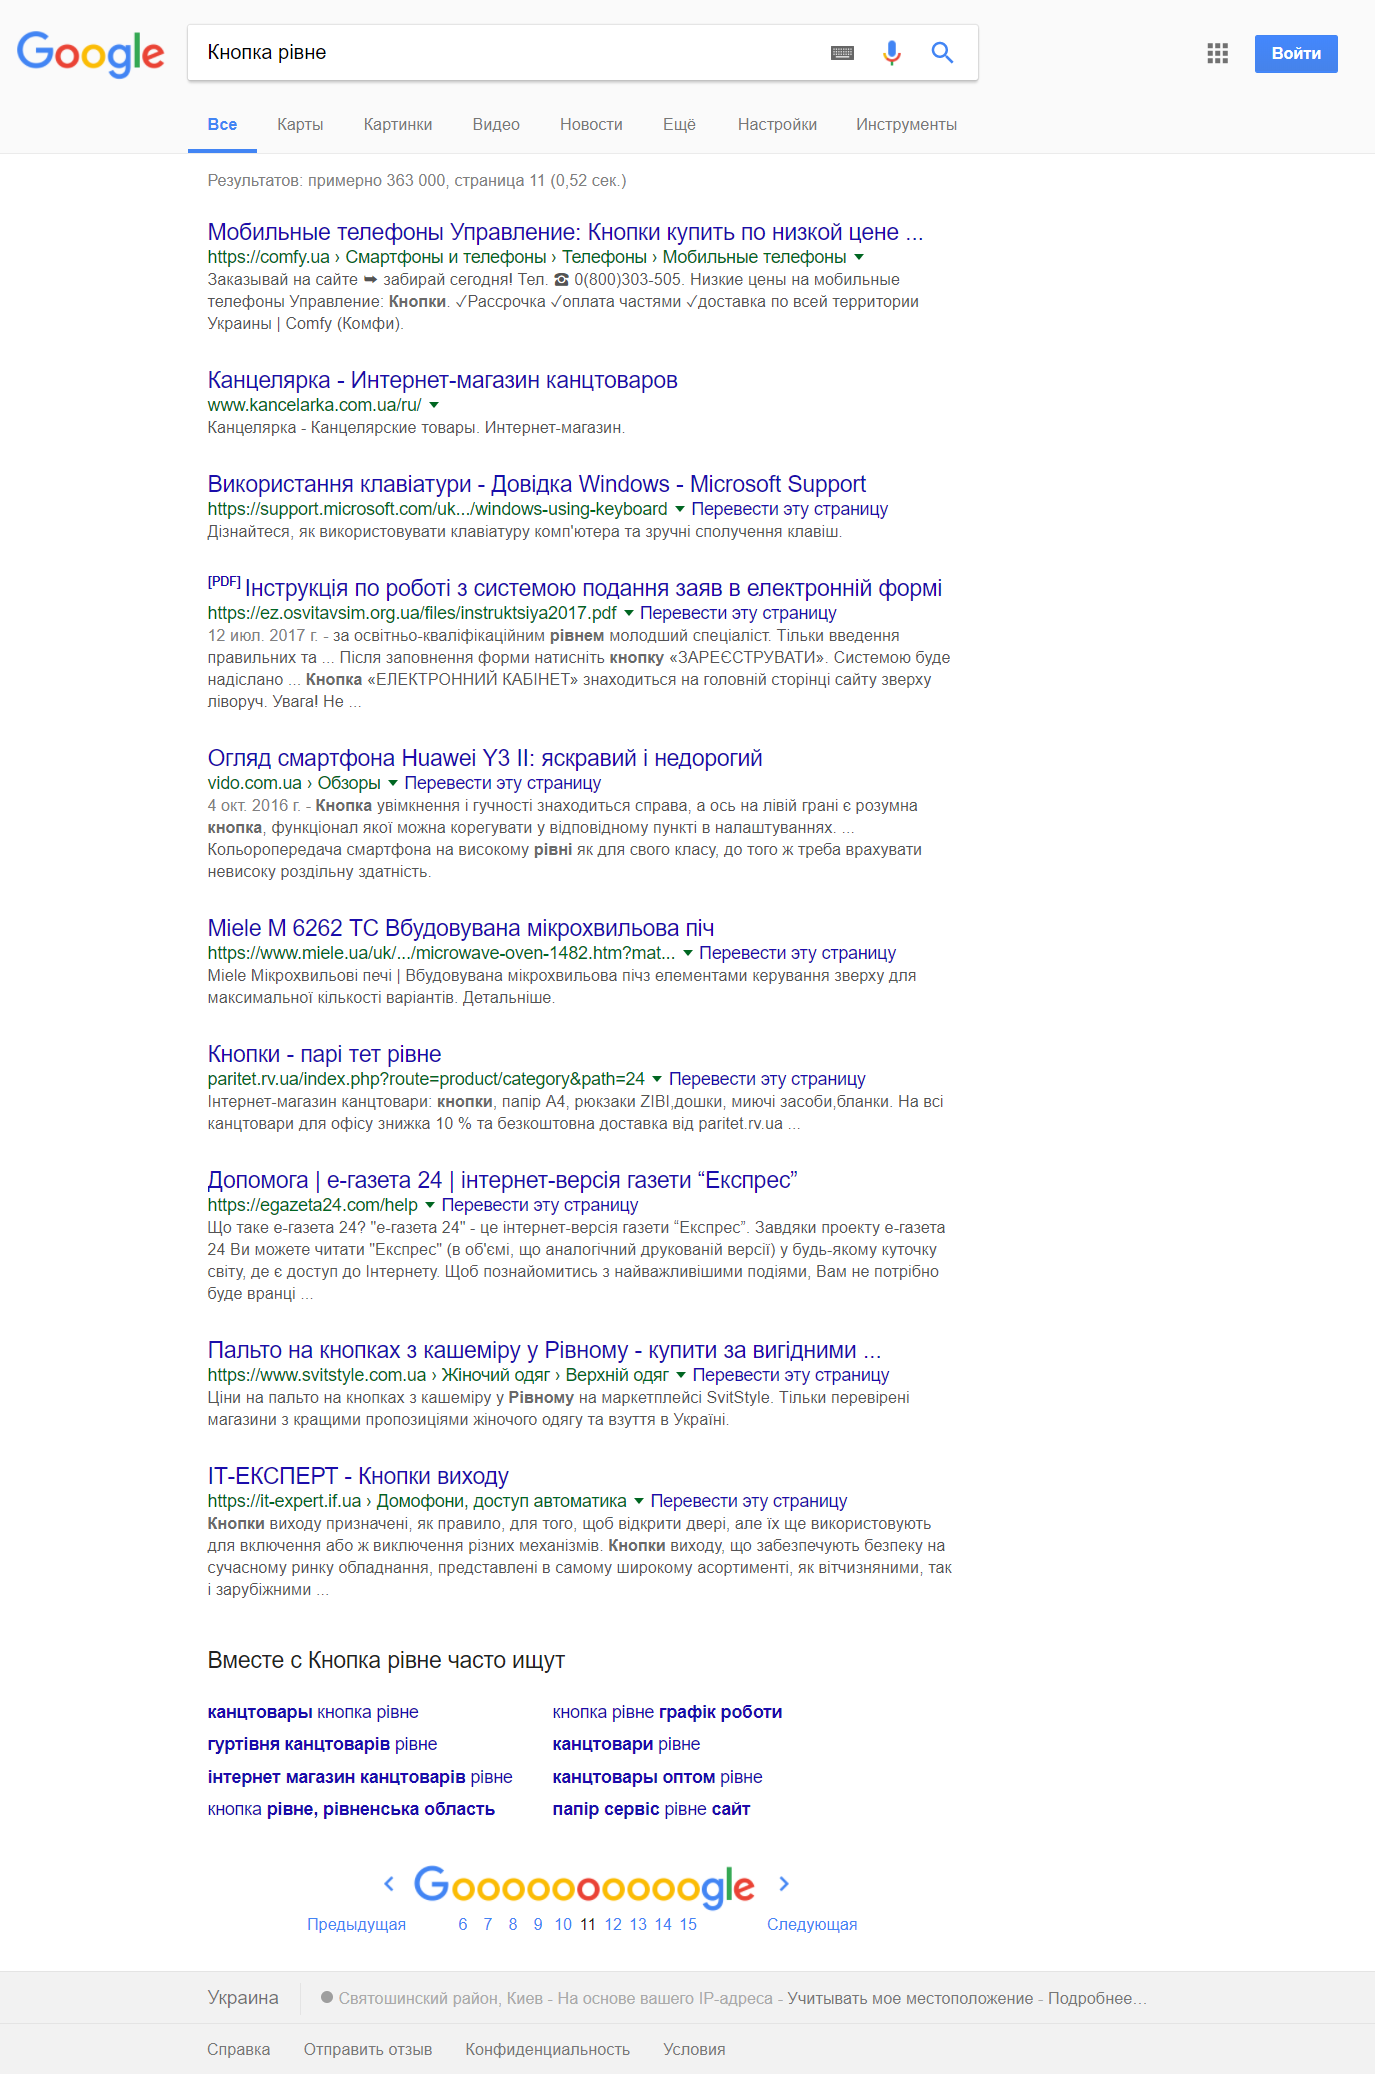 Google
Кнопка рівне
Войти
Все Карты Картинки Видео Новости Ещё Настройки Инструменты
Результатов: примерно 363 000, страница 11 (0,52 сек.)
Мобильные телефоны Управление: Кнопки купить по низкой цене ...
https://comfy.ua › Смартфоны и телефоны › Телефоны › Мобильные телефоны
Заказывай на сайте ➥ забирай сегодня! Тел. ☎ 0(800)303-505. Низкие цены на мобильные
телефоны Управление: Кнопки. ✓Рассрочка ✓оплата частями ✓доставка по всей территории
Украины | Comfy (Комфи).
Канцелярка - Интернет-магазин канцтоваров
www.kancelarka.com.ua/ru/
Канцелярка - Канцелярские товары. Интернет-магазин.
Використання клавіатури - Довідка Windows - Microsoft Support
https://support.microsoft.com/uk.../windows-using-keyboard Перевести эту страницу
Дізнайтеся, як використовувати клавіатуру комп'ютера та зручні сполучення клавіш.
[PDF] Інструкція по роботі з системою подання заяв в електронній формі
https://ez.osvitavsim.org.ua/files/instruktsiya2017.pdf Перевести эту страницу
12 июл. 2017 г. - за освітньо-кваліфікаційним рівнем молодший спеціаліст. Тільки введення
правильних та ... Після заповнення форми натисніть кнопку «ЗАРЕЄСТРУВАТИ». Системою буде
надіслано ... Кнопка «ЕЛЕКТРОННИЙ КАБІНЕТ» знаходиться на головній сторінці сайту зверху
ліворуч. Увага! Не ...
Огляд смартфона Huawei Y3 II: яскравий і недорогий
vido.com.ua › Обзоры Перевести эту страницу
4 окт. 2016 г. - Кнопка увімкнення і гучності знаходиться справа, а ось на лівій грані є розумна
кнопка, функціонал якої можна корегувати у відповідному пункті в налаштуваннях. ...
Кольоропередача смартфона на високому рівні як для свого класу, до того ж треба врахувати
невисоку роздільну здатність.
Miele M 6262 TC Вбудовувана мікрохвильова піч
https://www.miele.ua/uk/.../microwave-oven-1482.htm?mat... Перевести эту страницу
Miele Мікрохвильові печі | Вбудовувана мікрохвильова пічз елементами керування зверху для
максимальної кількості варіантів. Детальніше.
Кнопки - парі тет рівне
paritet.rv.ua/index.php?route=product/category&path=24 Перевести эту страницу
Інтернет-магазин канцтовари: кнопки, папір А4, рюкзаки ZIBI,дошки, миючі засоби,бланки. На всі
канцтовари для офісу знижка 10 % та безкоштовна доставка від paritet.rv.ua ...
Допомога | е-газета 24 | інтернет-версія газети “Експрес”
https://egazeta24.com/help Перевести эту страницу
Що таке е-газета 24? "е-газета 24" - це інтернет-версія газети “Експрес”. Завдяки проекту е-газета
24 Ви можете читати "Експрес" (в об'ємі, що аналогічний друкованій версії) у будь-якому куточку
світу, де є доступ до Інтернету. Щоб познайомитись з найважливішими подіями, Вам не потрібно
буде вранці ...
Пальто на кнопках з кашеміру у Рівному - купити за вигідними ...
https://www.svitstyle.com.ua › Жіночий одяг › Верхній одяг Перевести эту страницу
Ціни на пальто на кнопках з кашеміру у Рівному на маркетплейсі SvitStyle. Тільки перевірені
магазини з кращими пропозиціями жіночого одягу та взуття в Україні.
ІТ-ЕКСПЕРТ - Кнопки виходу
https://it-expert.if.ua › Домофони, доступ автоматика Перевести эту страницу
Кнопки виходу призначені, як правило, для того, щоб відкрити двері, але їх ще використовують
для включення або ж виключення різних механізмів. Кнопки виходу, що забезпечують безпеку на
сучасному ринку обладнання, представлені в самому широкому асортименті, як вітчизняними, так
і зарубіжними ...
Вместе с Кнопка рівне часто ищут
канцтовары кнопка рівне кнопка рівне графік роботи
гуртівня канцтоварів рівне канцтовари рівне
інтернет магазин канцтоварів рівне канцтовары оптом рівне
кнопка рівне, рівненська область папір сервіс рівне сайт
Goooooooooogle
Предыдущая 6 7 8 9 10 11 12 13 14 15 Следующая
Украина Святошинский район, Киев - На основе вашего IP-адреса - Учитывать мое местоположение - Подробнее…
Справка Отправить отзыв Конфиденциальность Условия